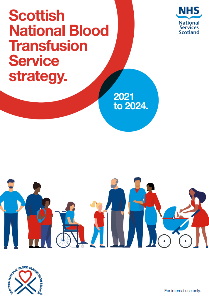 Scottish
National Blood
Transfusion
Service
strategy.
NHS
National
Services
Scotland
2021
to 2024.